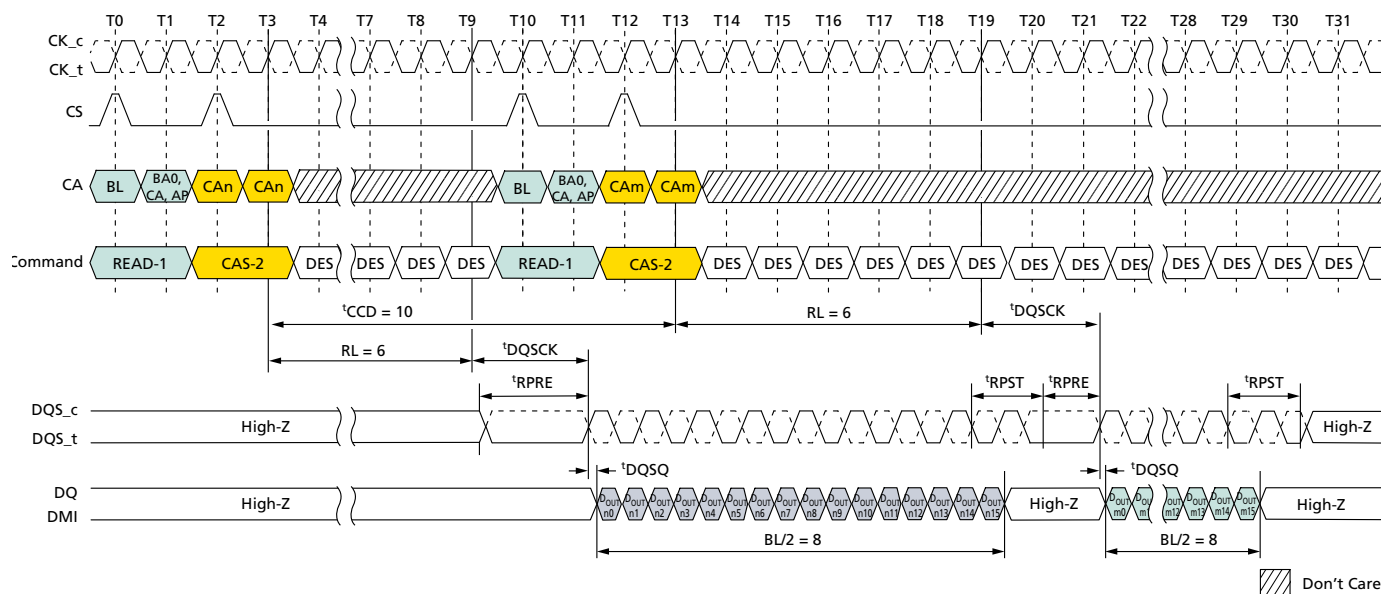 T0 T1 T2 T3 T4 T7 T8 T9 T10 T11 T12 T13 T14 T15 T16 T17 T18 T19 T20 T21 T22 T28 T29 T30 T31
CK_c
CK_t
CS
CA BL BA0, CA, AP CAn CAn BL BA0, CA, AP CAm CAm
Command READ-1 CAS-2 DES DES DES DES READ-1 CAS-2 DES DES DES DES DES DES DES DES DES DES DES DES DES
tCCD = 10 RL = 6 tDQSCK
RL = 6 tDQSCK
tRPRE tRPST tRPRE tRPST
DQS_c
DQS_t
High-Z High-Z
tDQSQ tDQSQ
DQ
DMI
High-Z DOUT n0 DOUT n1 DOUT n2 DOUT n3 DOUT n4 DOUT n5 DOUT n6 DOUT n7 DOUT n8 DOUT n9 DOUT n10 DOUT n11 DOUT n12 DOUT n13 DOUT n14 DOUT n15 High-Z DOUT m0 DOUT m1 DOUT m12 DOUT m13 DOUT m14 DOUT m15 High-Z
BL/2 = 8 BL/2 = 8
Don't Care